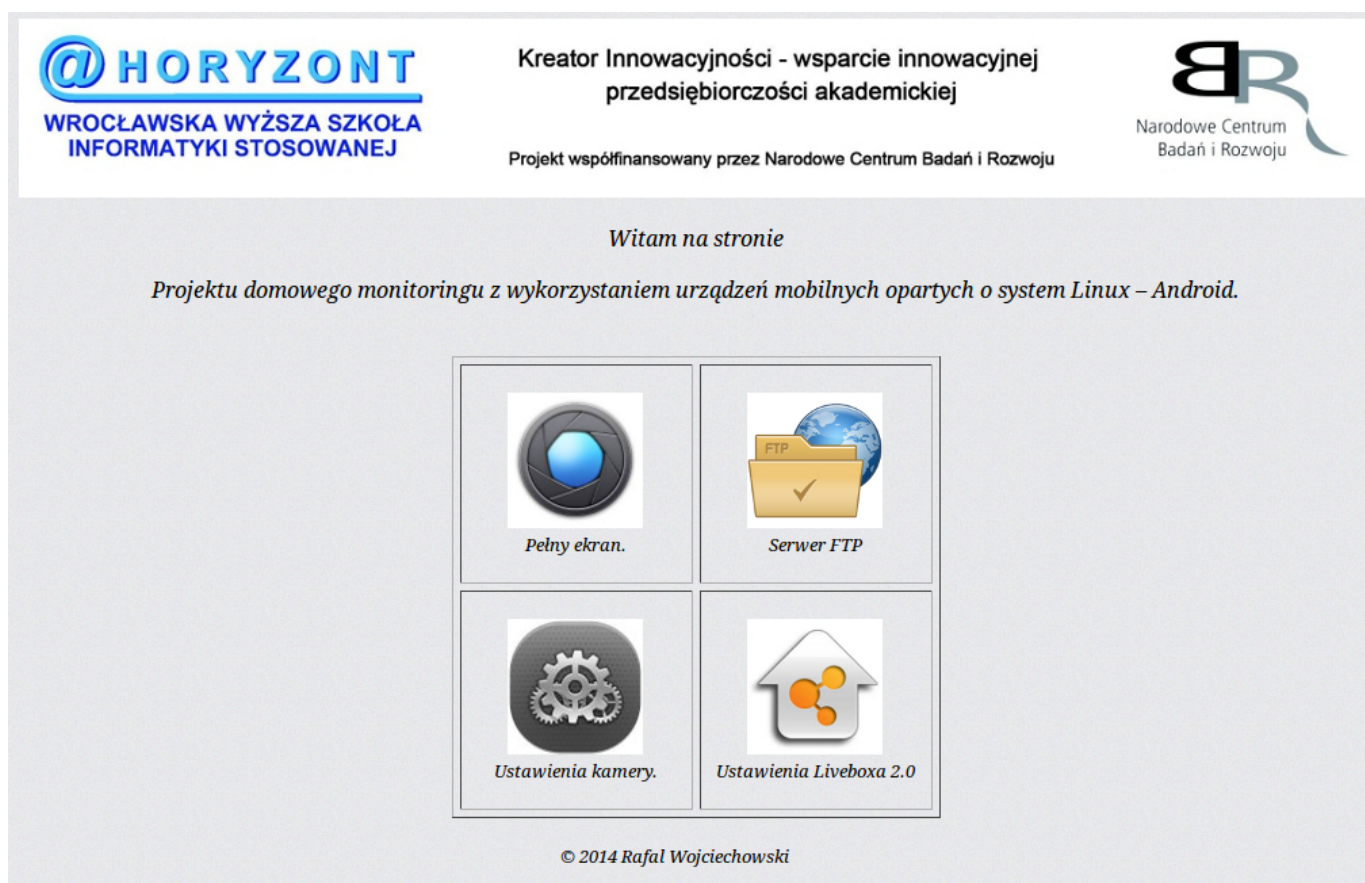 @HORYZONT
WROCŁAWSKA WYŻSZA SZKOŁA
INFORMATYKI STOSOWANEJ
Kreator Innowacyjności - wsparcie innowacyjnej
przedsiębiorczości akademickiej
Projekt współfinansowany przez Narodowe Centrum Badań i Rozwoju
BR
Narodowe Centrum
Badań i Rozwoju
Witam na stronie
Projektu domowego monitoringu z wykorzystaniem urządzeń mobilnych opartych o system Linux – Android.
FTP
Pełny ekran.
Serwer FTP
Ustawienia kamery.
Ustawienia Liveboxa 2.0
© 2014 Rafal Wojciechowski